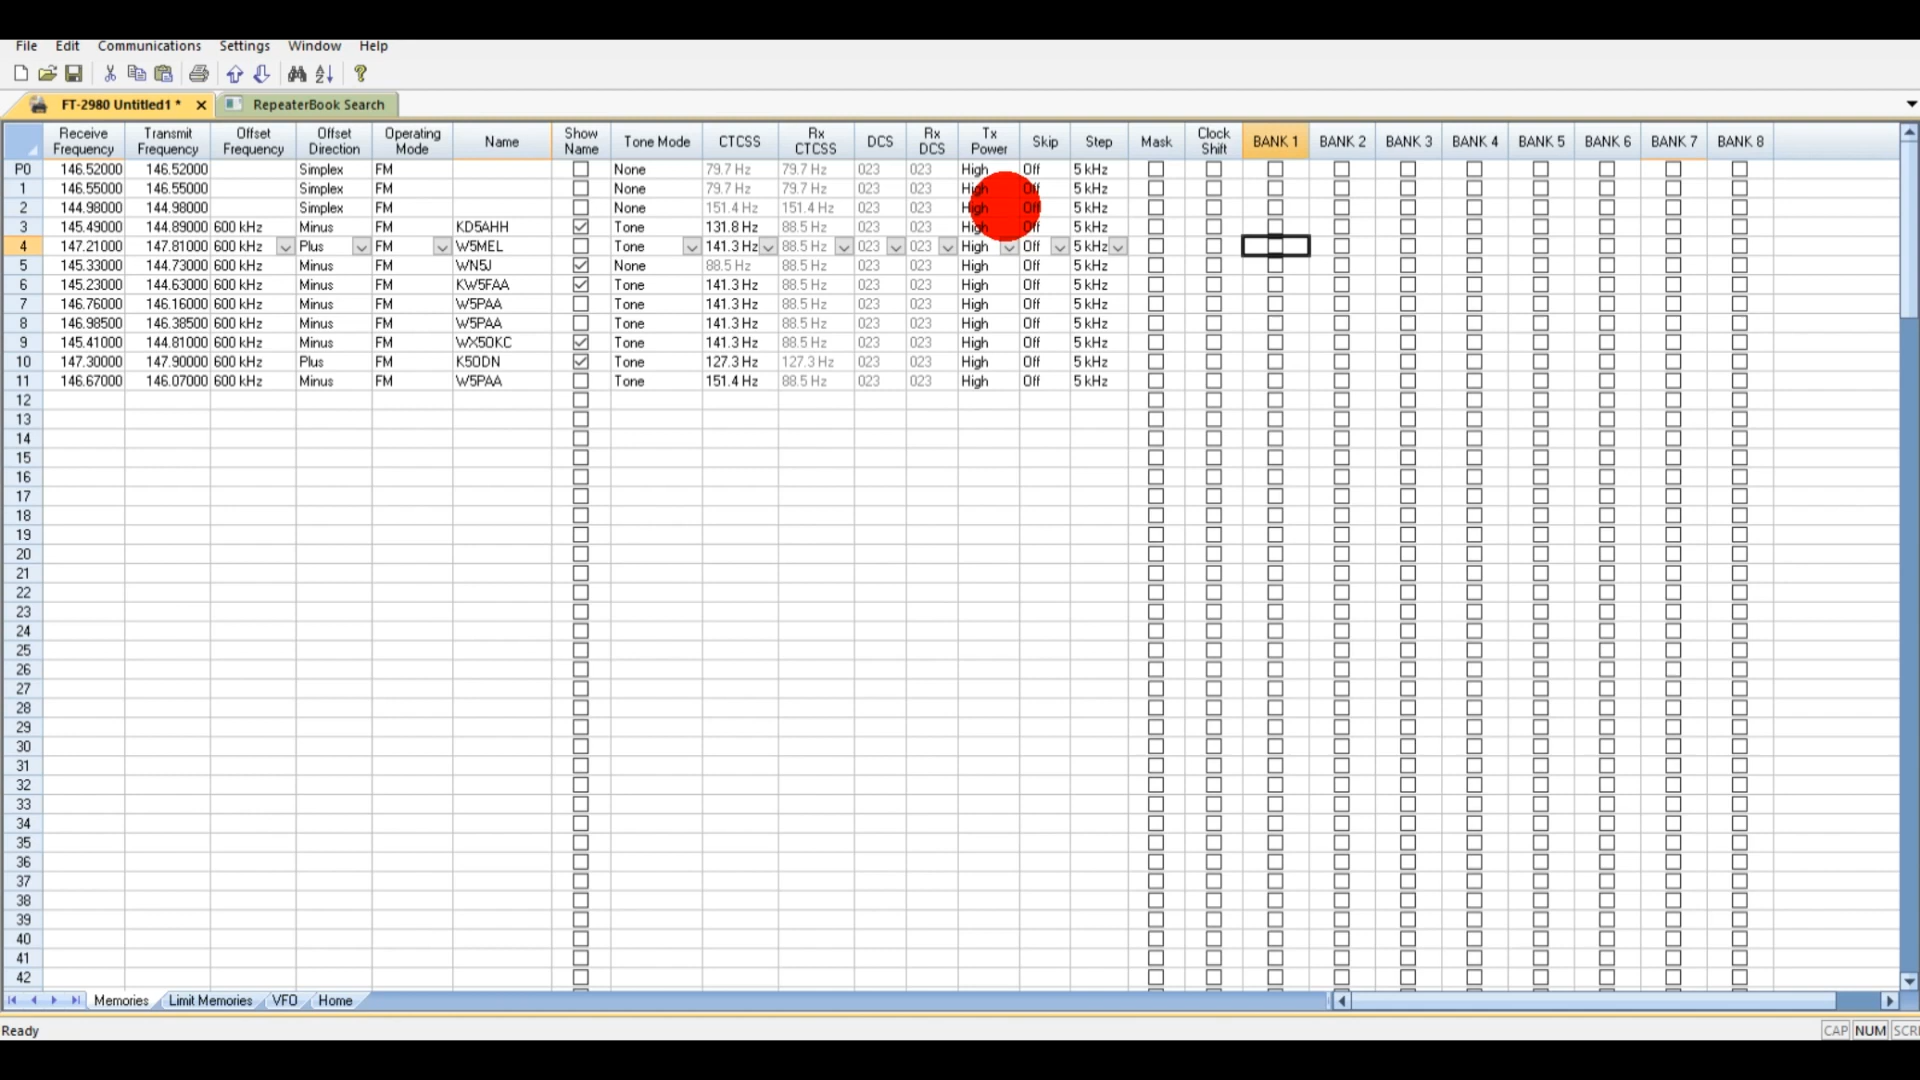 File Edit Communications Settings Window Help
FT-2980 Untitled1 * RepeaterBook Search
Receive Frequency Transmit Frequency Offset Frequency Offset Direction Operating Mode Name Show Name Tone Mode CTCSS Rx CTCSS DCS Rx DCS Tx Power Skip Step Mask Clock Shift BANK 1 BANK 2 BANK 3 BANK 4 BANK 5 BANK 6 BANK 7 BANK 8
P0 146.52000 146.52000 Simplex FM None 79.7 Hz 79.7 Hz 023 023 High Off 5 kHz
1 146.55000 146.55000 Simplex FM None 79.7 Hz 79.7 Hz 023 023 High Off 5 kHz
2 144.98000 144.98000 Simplex FM None 151.4 Hz 151.4 Hz 023 023 High Off 5 kHz
3 145.49000 144.89000 600 kHz Minus FM KD5AHH Tone 131.8 Hz 88.5 Hz 023 023 High Off 5 kHz
4 147.21000 147.81000 600 kHz Plus FM W5MEL Tone 141.3 Hz 88.5 Hz 023 023 High Off 5 kHz
5 145.33000 144.73000 600 kHz Minus FM WN5J None 88.5 Hz 88.5 Hz 023 023 High Off 5 kHz
6 145.23000 144.63000 600 kHz Minus FM KW5FAA Tone 141.3 Hz 88.5 Hz 023 023 High Off 5 kHz
7 146.76000 146.16000 600 kHz Minus FM W5PAA Tone 141.3 Hz 88.5 Hz 023 023 High Off 5 kHz
8 146.98500 146.38500 600 kHz Minus FM W5PAA Tone 141.3 Hz 88.5 Hz 023 023 High Off 5 kHz
9 145.41000 144.81000 600 kHz Minus FM WX5OKC Tone 141.3 Hz 88.5 Hz 023 023 High Off 5 kHz
10 147.30000 147.90000 600 kHz Plus FM K5ODN Tone 127.3 Hz 127.3 Hz 023 023 High Off 5 kHz
11 146.67000 146.07000 600 kHz Minus FM W5PAA Tone 151.4 Hz 88.5 Hz 023 023 High Off 5 kHz
12
13
14
15
16
17
18
19
20
21
22
23
24
25
26
27
28
29
30
31
32
33
34
35
36
37
38
39
40
41
42
Memories Limit Memories VFO Home
Ready CAP NUM SCRL